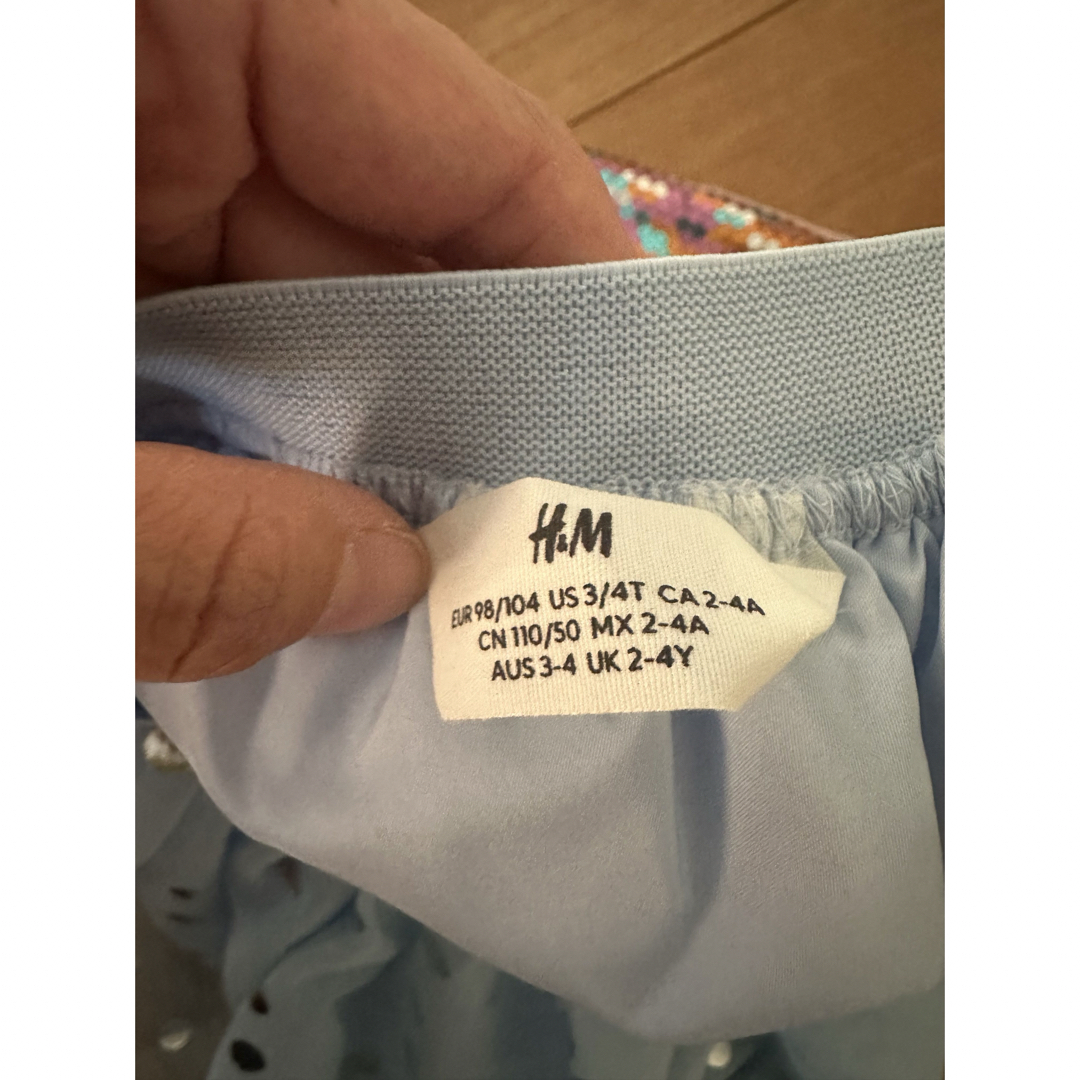 H&M
EUR 98/104 US 3/4T CA 2-4A
CN 110/50 MX 2-4A
AUS 3-4 UK 2-4Y